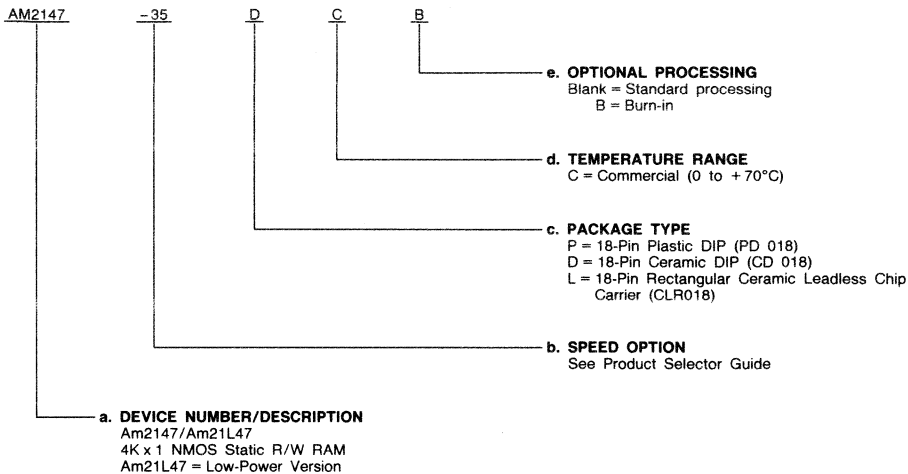 AM2147 -35 D C B
e. OPTIONAL PROCESSING
Blank = Standard processing
B = Burn-in
d. TEMPERATURE RANGE
C = Commercial (0 to +70°C)
c. PACKAGE TYPE
P = 18-Pin Plastic DIP (PD 018)
D = 18-Pin Ceramic DIP (CD 018)
L = 18-Pin Rectangular Ceramic Leadless Chip
Carrier (CLR018)
b. SPEED OPTION
See Product Selector Guide
a. DEVICE NUMBER/DESCRIPTION
Am2147/Am21L47
4K x 1 NMOS Static R/W RAM
Am21L47 = Low-Power Version